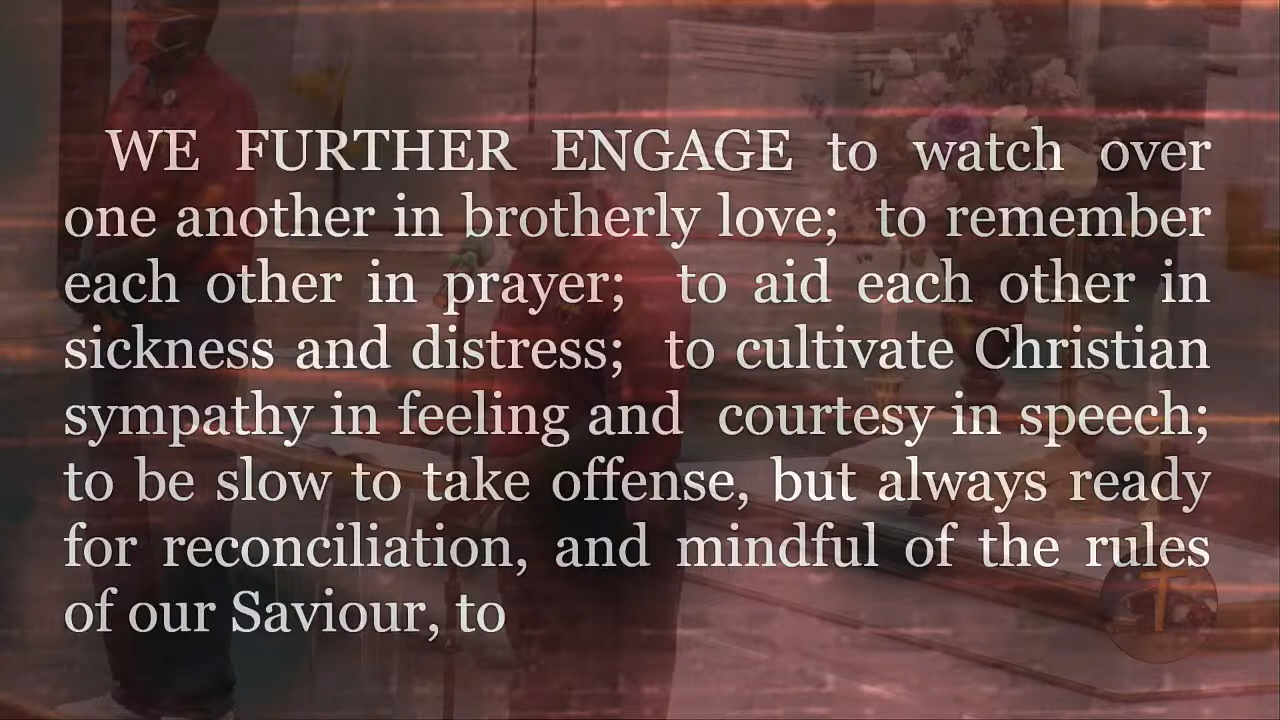 WE FURTHER ENGAGE to watch over
one another in brotherly love; to remember
each other in prayer; to aid each other in
sickness and distress; to cultivate Christian
sympathy in feeling and courtesy in speech;
to be slow to take offense, but always ready
for reconciliation, and mindful of the rules
of our Saviour, to